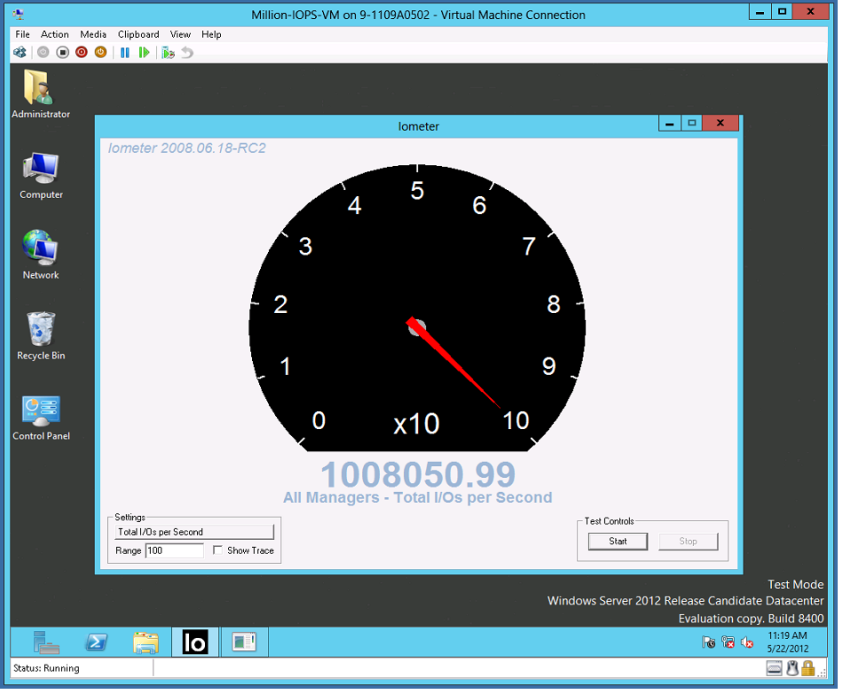 Million-IOPS-VM on 9-1109A0502 - Virtual Machine Connection
File Action Media Clipboard View Help
Administrator
Computer
Network
Recycle Bin
Control Panel
Iometer
Iometer 2008.06.18-RC2
0
1
2
3
4
5
6
7
8
9
10
x10
1008050.99
All Managers - Total I/Os per Second
Settings
Total I/Os per Second
Range 100 Show Trace
Test Controls
Start Stop
Test Mode
Windows Server 2012 Release Candidate Datacenter
Evaluation copy. Build 8400
Io
11:19 AM
5/22/2012
Status: Running